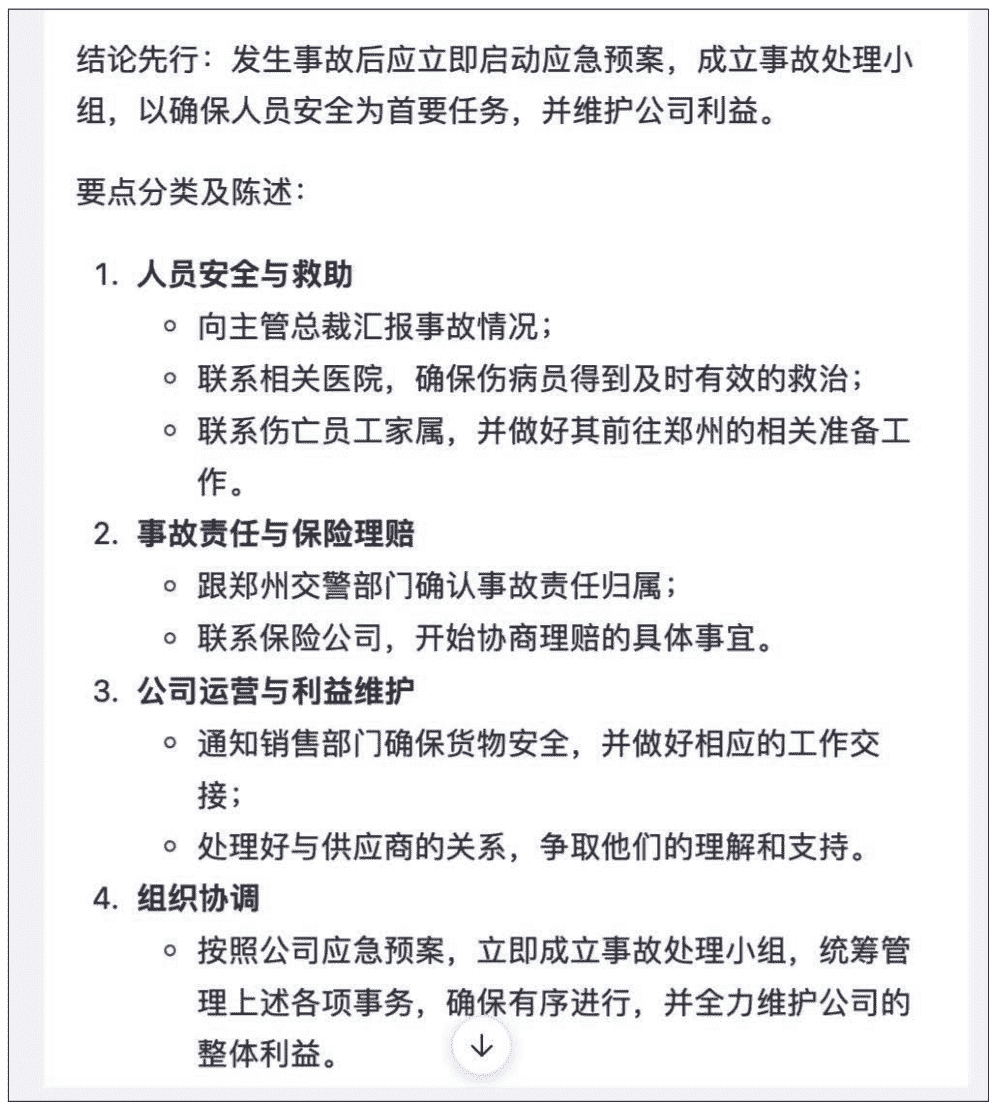 结论先行：发生事故后应立即启动应急预案，成立事故处理小
组，以确保人员安全为首要任务，并维护公司利益。
要点分类及陈述：
1. 人员安全与救助
向主管总裁汇报事故情况；
联系相关医院，确保伤病员得到及时有效的救治；
联系伤亡员工家属，并做好其前往郑州的相关准备工
作。
2. 事故责任与保险理赔
跟郑州交警部门确认事故责任归属；
联系保险公司，开始协商理赔的具体事宜。
3. 公司运营与利益维护
通知销售部门确保货物安全，并做好相应的工作交
接；
处理好与供应商的关系，争取他们的理解和支持。
4. 组织协调
按照公司应急预案，立即成立事故处理小组，统筹管
理上述各项事务，确保有序进行，并全力维护公司的
整体利益。